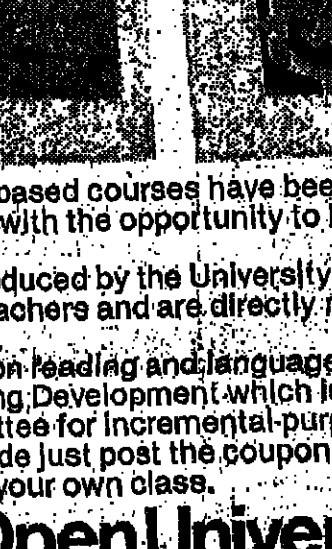 based courses have bee
with the opportunity to
duced by the University
achers and are directly
on reading and language
ng Development which
ttee for incremental-pur
de just post the coupon
your own class.
Open Univer